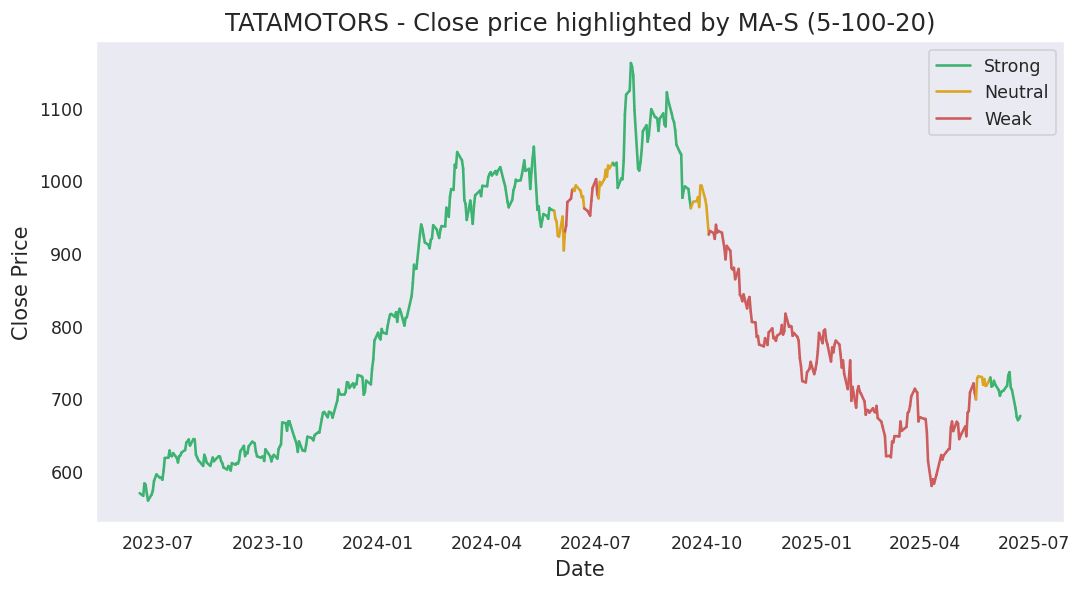 TATAMOTORS - Close price highlighted by MA-S (5-100-20)
Strong
Neutral
Weak
Close Price
1100
1000
900
800
700
600
2023-07
2023-10
2024-01
2024-04
2024-07
2024-10
2025-01
2025-04
2025-07
Date